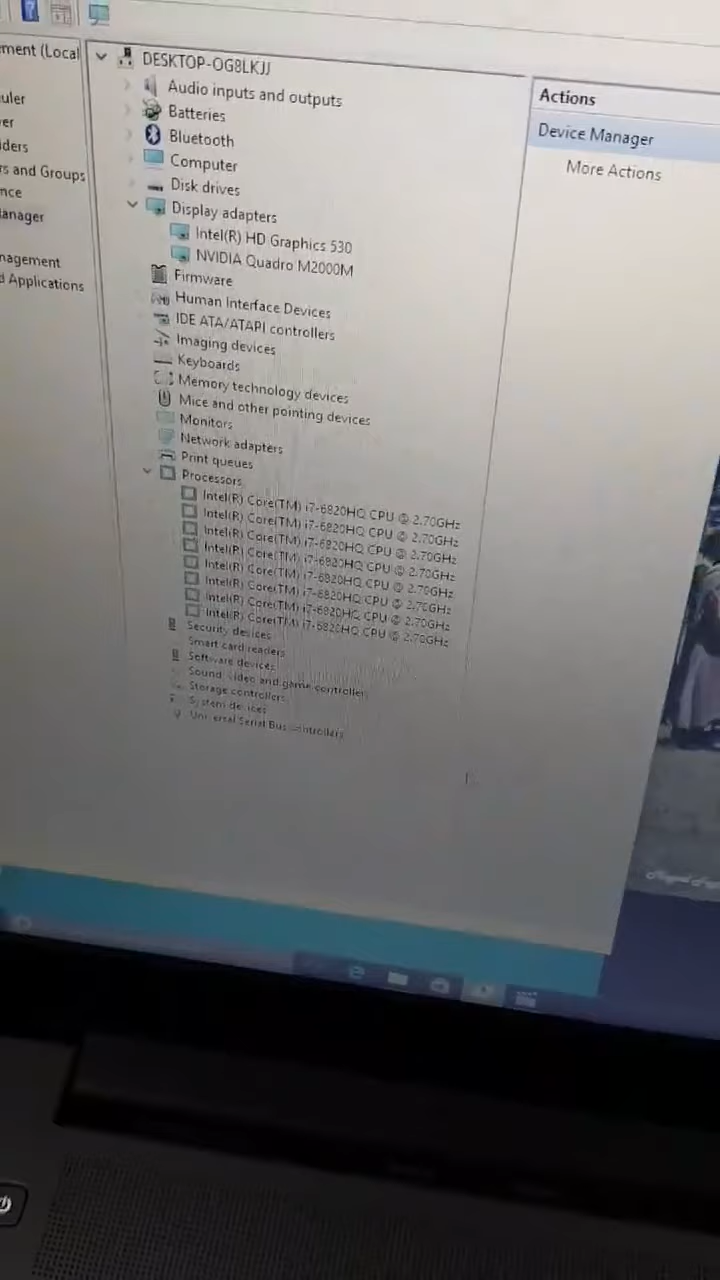 ment (Local
uler
er
ders
s and Groups
nce
anager
nagement
d Applications
DESKTOP-OG8LKJJ
Audio inputs and outputs
Batteries
Bluetooth
Computer
Disk drives
Display adapters
Intel(R) HD Graphics 530
NVIDIA Quadro M2000M
Firmware
Human Interface Devices
IDE ATA/ATAPI controllers
Imaging devices
Keyboards
Memory technology devices
Mice and other pointing devices
Monitors
Network adapters
Print queues
Processors
Intel(R) Core(TM) i7-6820HQ CPU @ 2.70GHz
Intel(R) Core(TM) i7-6820HQ CPU @ 2.70GHz
Intel(R) Core(TM) i7-6820HQ CPU @ 2.70GHz
Intel(R) Core(TM) i7-6820HQ CPU @ 2.70GHz
Intel(R) Core(TM) i7-6820HQ CPU @ 2.70GHz
Intel(R) Core(TM) i7-6820HQ CPU @ 2.70GHz
Intel(R) Core(TM) i7-6820HQ CPU @ 2.70GHz
Intel(R) Core(TM) i7-6820HQ CPU @ 2.70GHz
Security devices
Smart card readers
Software devices
Sound, video and game controllers
Storage controllers
System devices
Universal Serial Bus controllers
Actions
Device Manager
More Actions